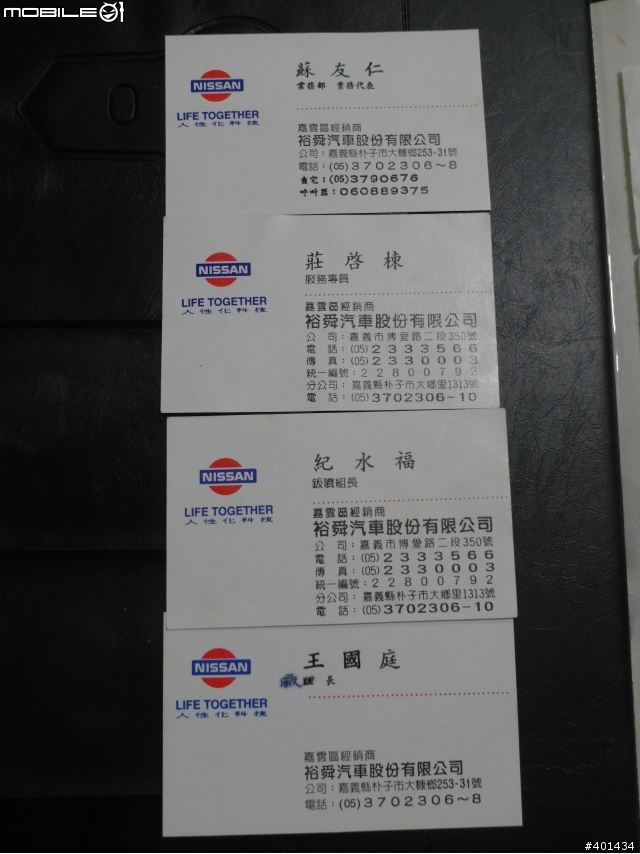 MOBILE01
NISSAN
LIFE TOGETHER
人性化科技
蘇友仁
業務部 業務代表
嘉雲區經銷商
裕舜汽車股份有限公司
公司：嘉義縣朴子市大糠榔253-31號
電話：(05)3702306～8
自宅：(05)3790676
呼叫器：060889375
NISSAN
LIFE TOGETHER
人性化科技
莊啓棟
服務專員
嘉雲區經銷商
裕舜汽車股份有限公司
公 司：嘉義市博愛路二段350號
電 話：(05)2333566
傳 真：(05)2330003
統一編號：22800792
分公司：嘉義縣朴子市大鄉里1313號
電 話：(05)3702306-10
NISSAN
LIFE TOGETHER
人性化科技
紀水福
鈑噴組長
嘉雲區經銷商
裕舜汽車股份有限公司
公 司：嘉義市博愛路二段350號
電 話：(05)2333566
傳 真：(05)2330003
統一編號：22800792
分公司：嘉義縣朴子市大鄉里1313號
電 話：(05)3702306-10
NISSAN
LIFE TOGETHER
人性化科技
王國庭
廠 長
嘉雲區經銷商
裕舜汽車股份有限公司
公司：嘉義縣朴子市大糠榔253-31號
電話：(05)3702306～8
#401434